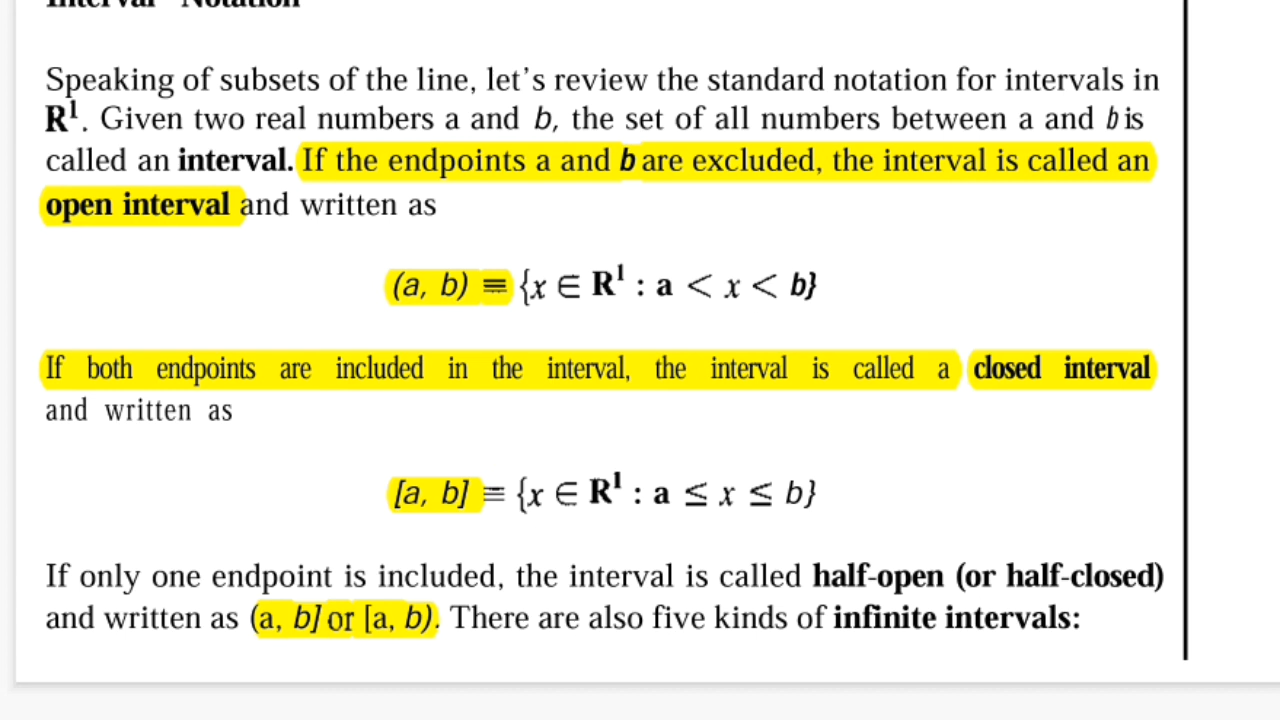 Interval Notation
Speaking of subsets of the line, let's review the standard notation for intervals in
R¹. Given two real numbers a and b, the set of all numbers between a and b is
called an interval. If the endpoints a and b are excluded, the interval is called an
open interval and written as
(a, b) ≡ {x ∈ R¹ : a < x < b}
If both endpoints are included in the interval, the interval is called a closed interval
and written as
[a, b] ≡ {x ∈ R¹ : a ≤ x ≤ b}
If only one endpoint is included, the interval is called half-open (or half-closed)
and written as (a, b] or [a, b). There are also five kinds of infinite intervals: